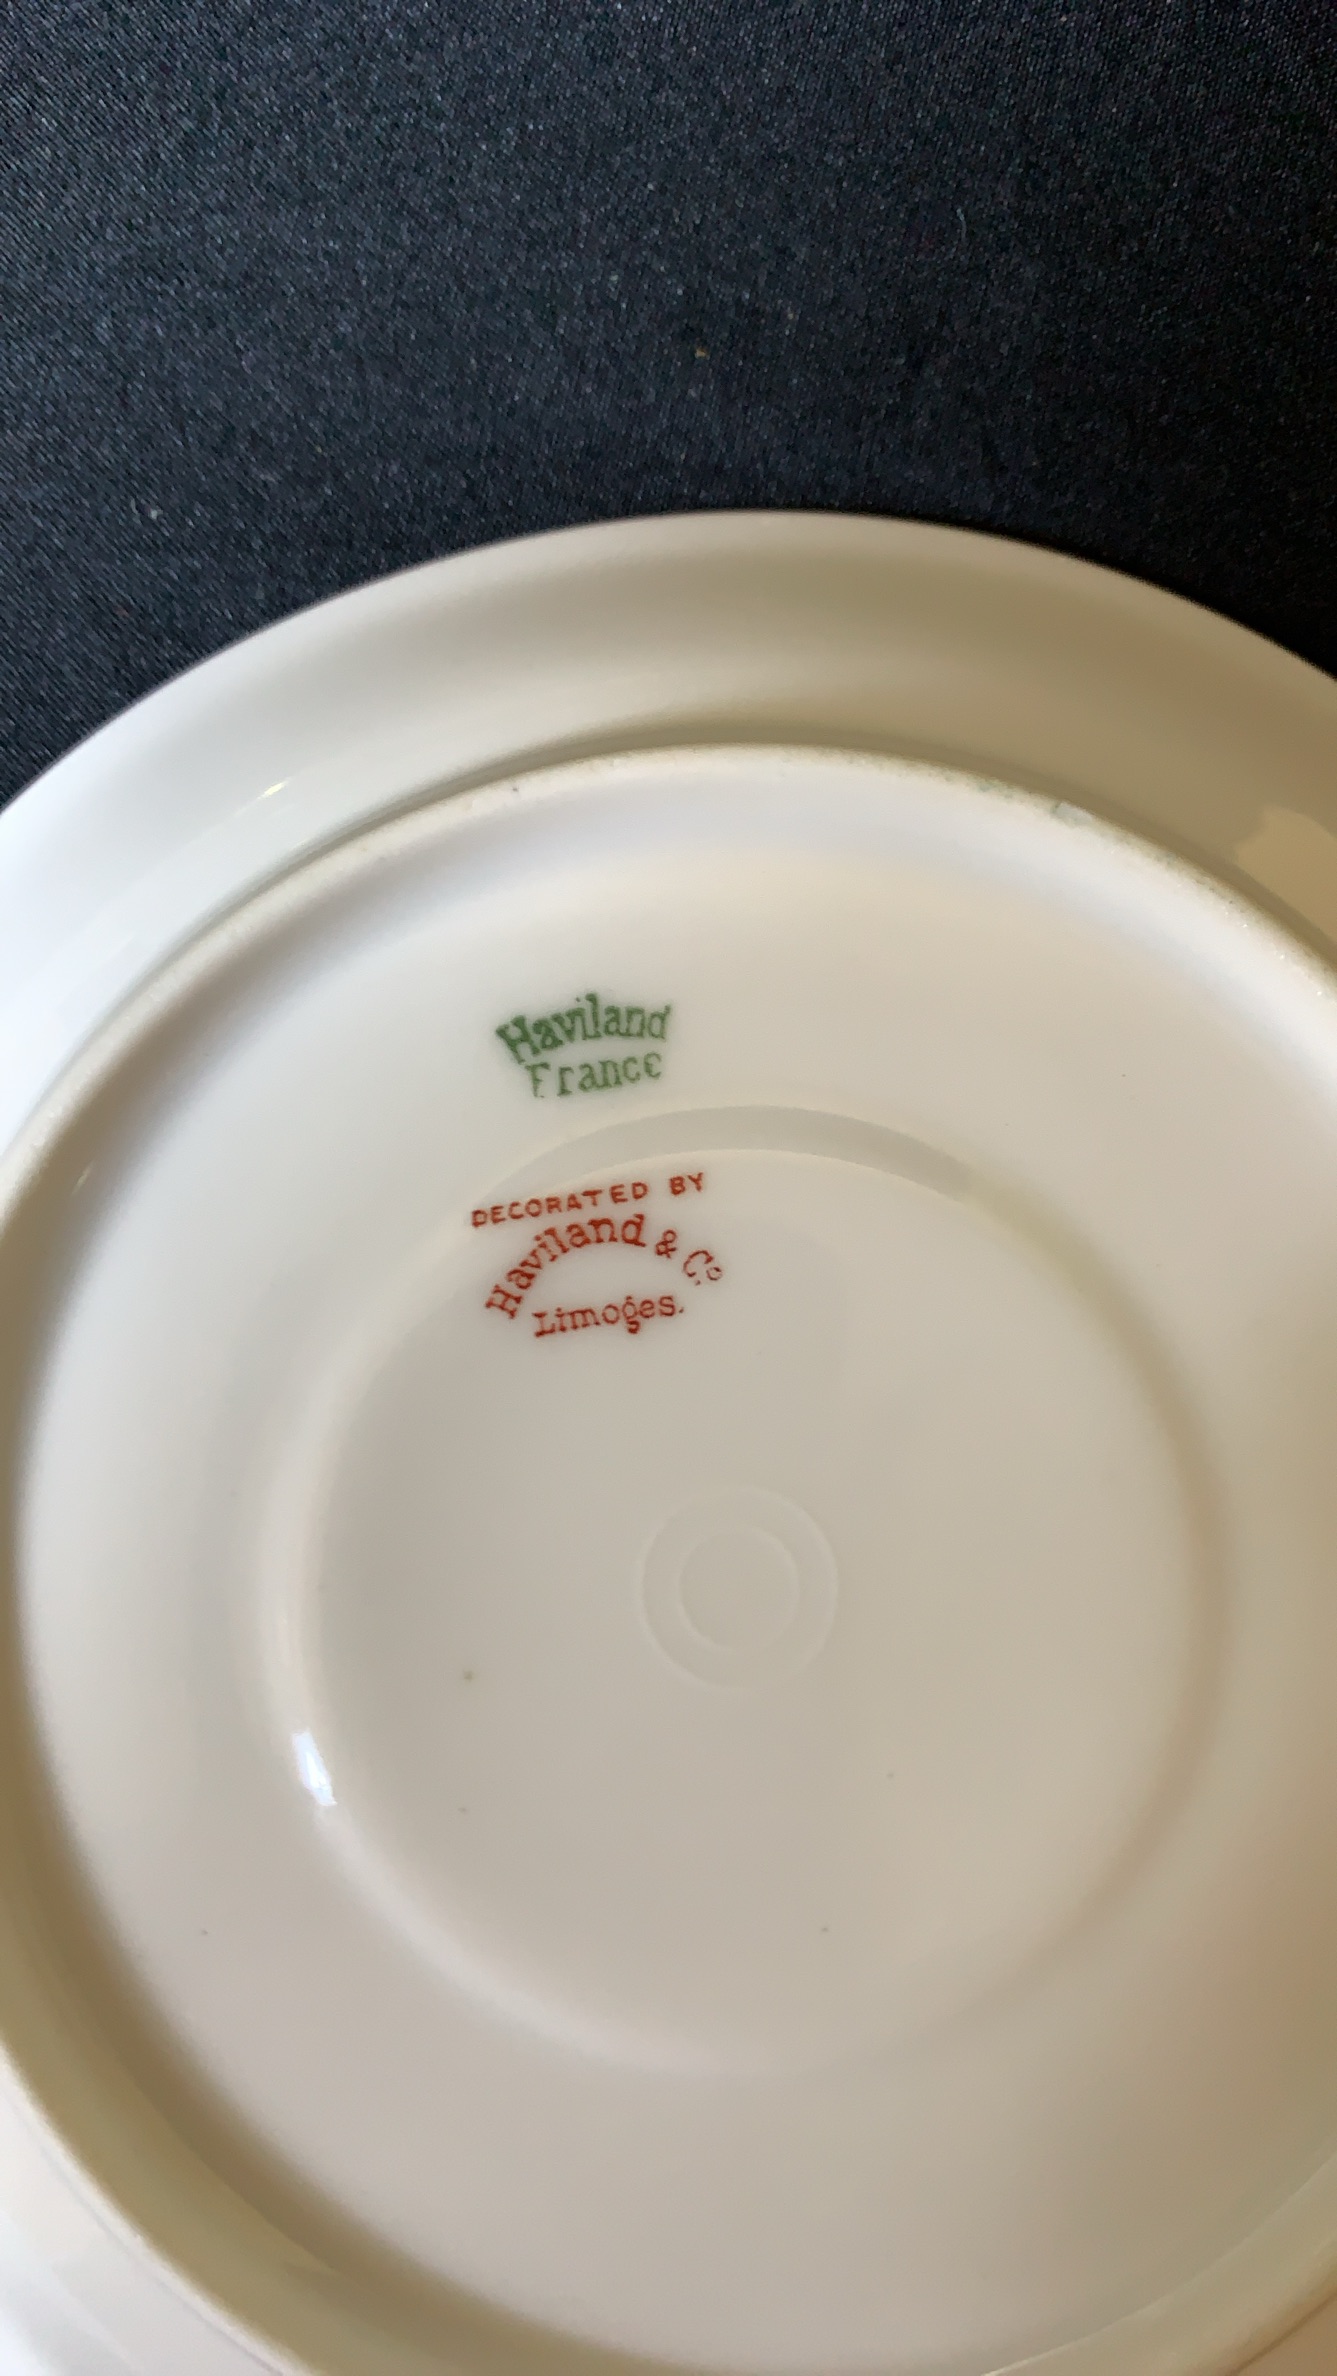 Haviland
France
DECORATED BY
Haviland & Co
Limoges.